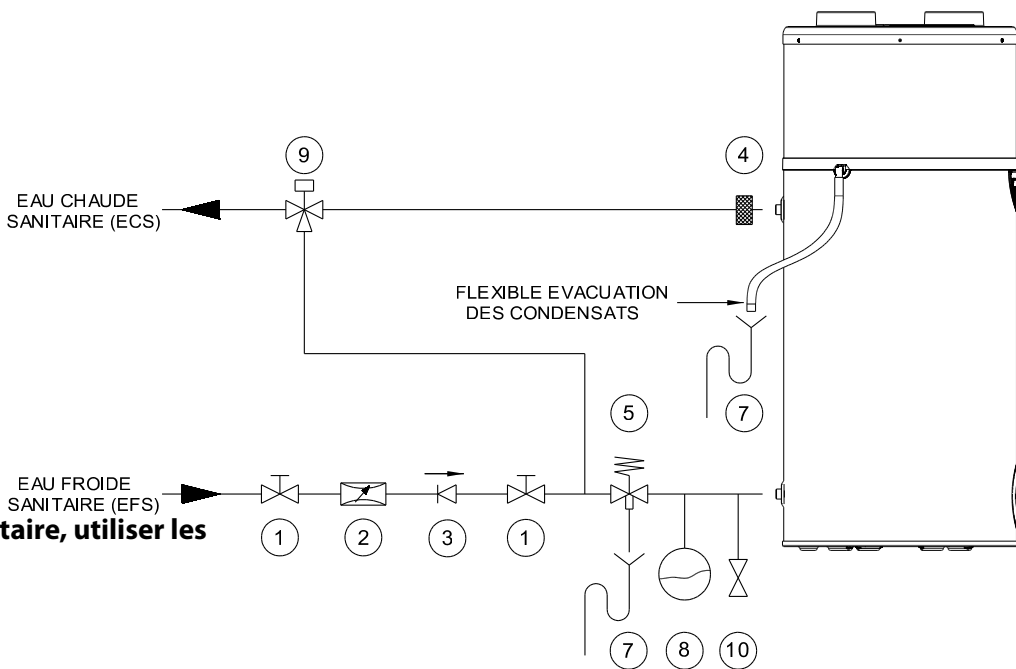 9
4
EAU CHAUDE
SANITAIRE (ECS)
FLEXIBLE EVACUATION
DES CONDENSATS
7
5
EAU FROIDE
SANITAIRE (EFS)
taire, utiliser les
1
2
3
1
7
8
10